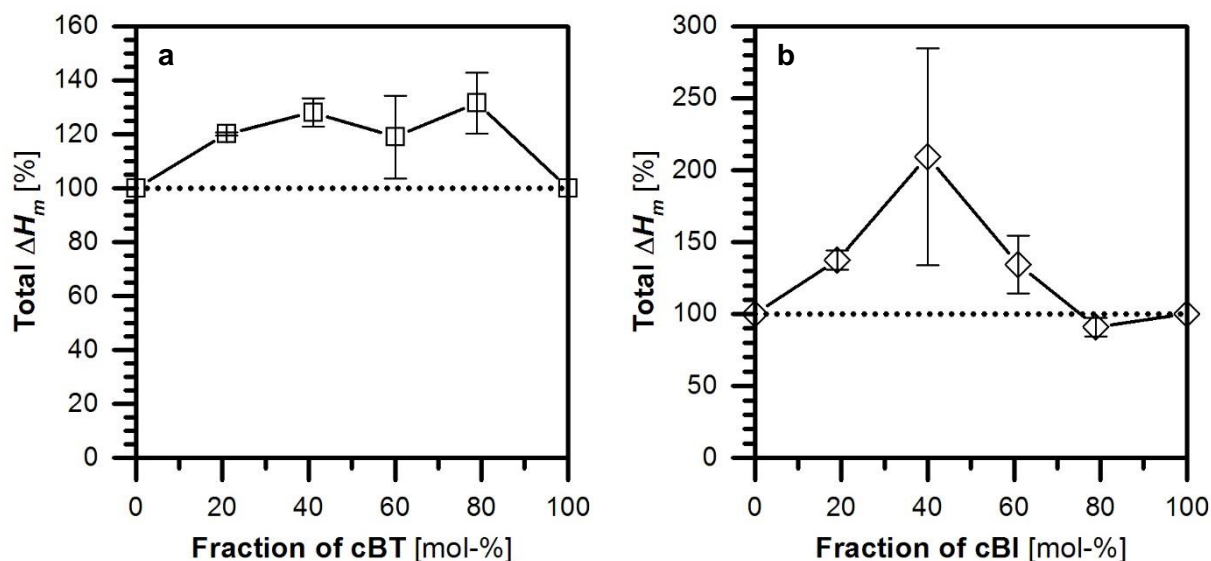 a
Total ΔHm [%]
160
140
120
100
80
60
40
20
0
0 20 40 60 80 100
Fraction of cBT [mol-%]
b
Total ΔHm [%]
300
250
200
150
100
50
0
0 20 40 60 80 100
Fraction of cBI [mol-%]